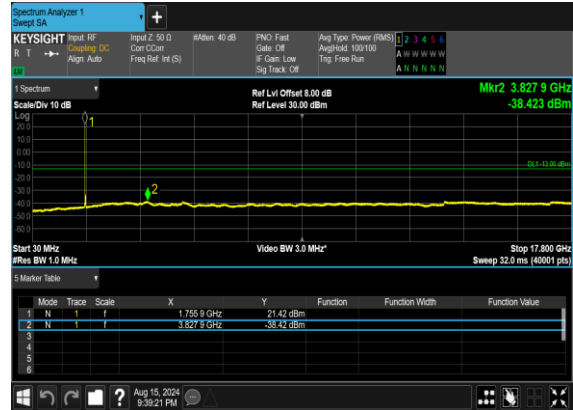 Spectrum Analyzer 1
Swept SA
+
KEYSIGHT Input: RF Input Z: 50 Ω #Atten: 40 dB PNO: Fast Avg Type: Power (RMS) 1 2 3 4 5 6
R T Coupling: DC Corr CCorr Gate: Off Avg|Hold: 100/100 A W W W W W
Align: Auto Freq Ref: Int (S) IF Gain: Low Trig: Free Run
LM Sig Track: Off A N N N N N
1 Spectrum Ref Lvl Offset 8.00 dB Mkr2 3.827 9 GHz
Scale/Div 10 dB Ref Level 30.00 dBm -38.423 dBm
Log
1
20.0
10.0
0.00
-10.0
DL1 -13.00 dBm
-20.0
-30.0
2
-40.0
-50.0
-60.0
Start 30 MHz Video BW 3.0 MHz* Stop 17.800 GHz
#Res BW 1.0 MHz Sweep 32.0 ms (40001 pts)
5 Marker Table
Mode Trace Scale X Y Function Function Width Function Value
1 N 1 f 1.755 9 GHz 21.42 dBm
2 N 1 f 3.827 9 GHz -38.42 dBm
3
4
5
6
? Aug 15, 2024
9:39:21 PM